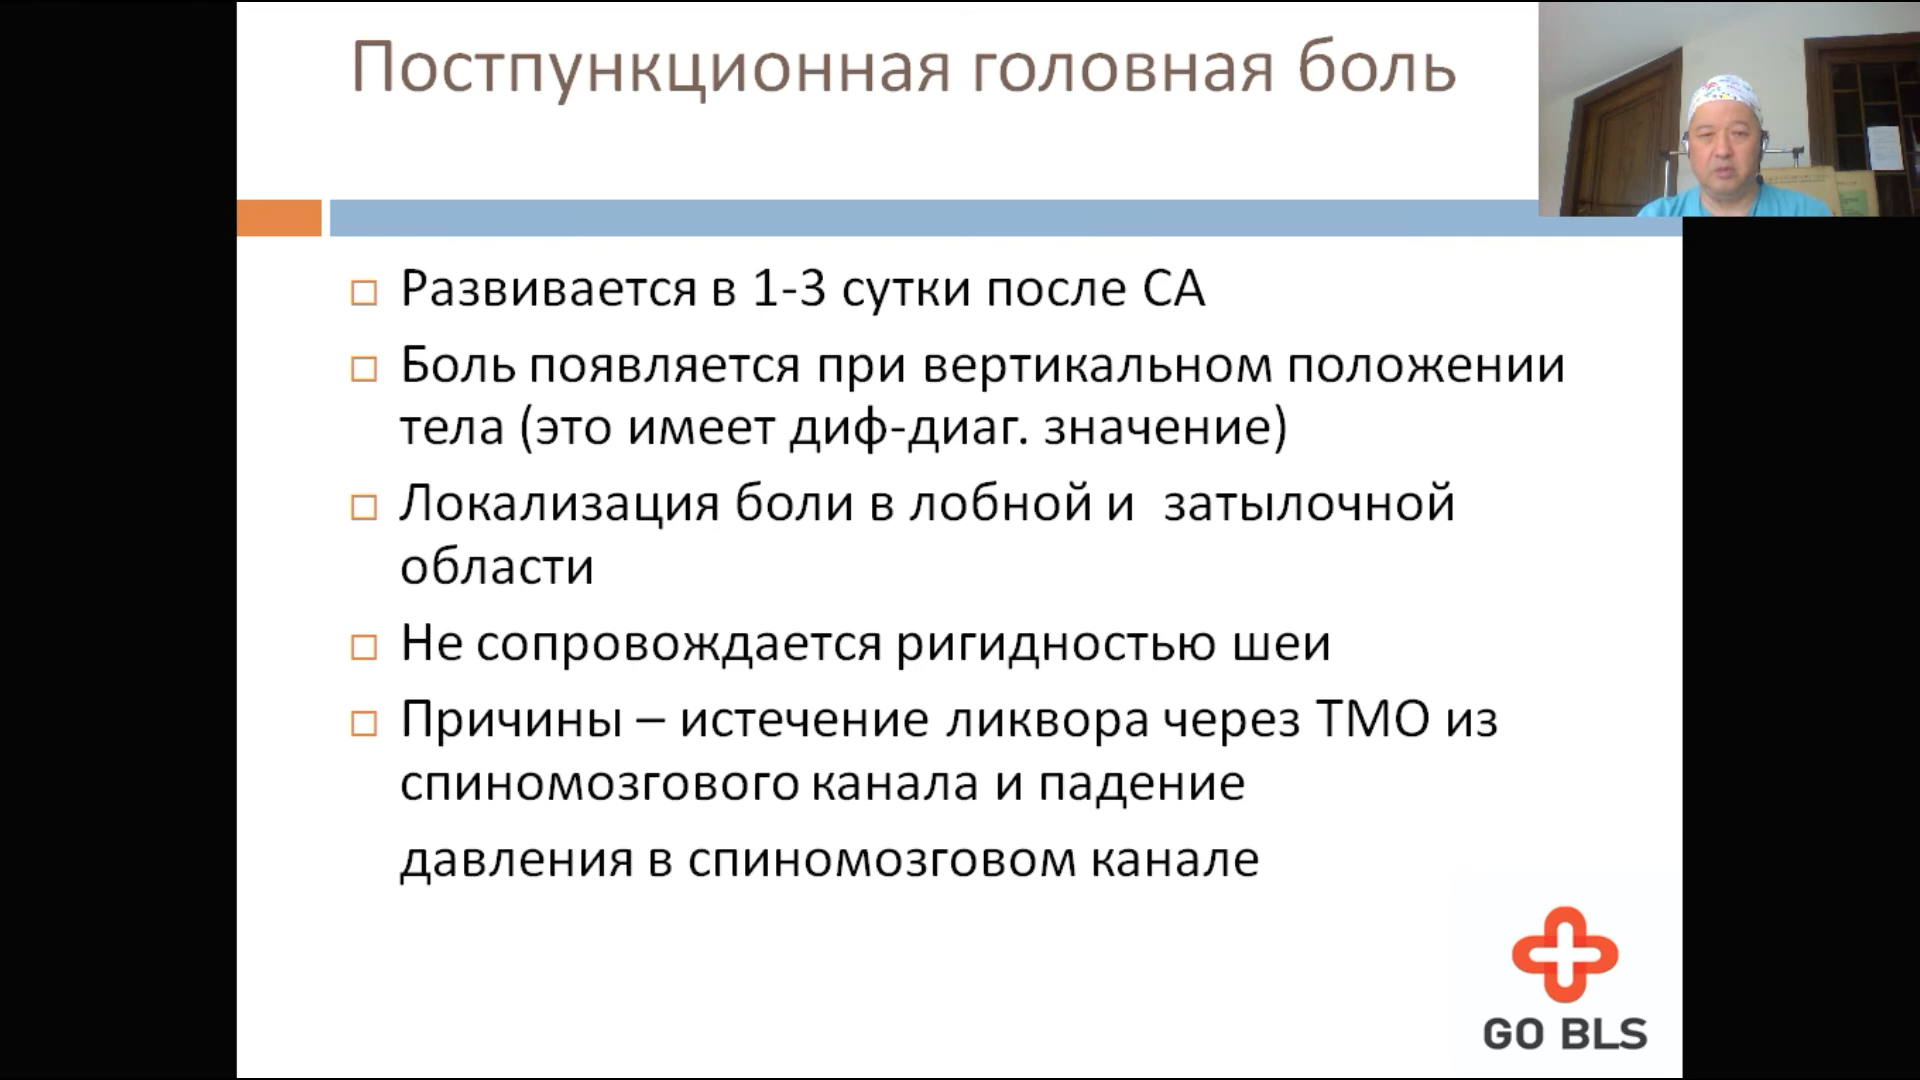 Постпункционная головная боль
Развивается в 1-3 сутки после СА
Боль появляется при вертикальном положении
тела (это имеет диф-диаг. значение)
Локализация боли в лобной и затылочной
области
Не сопровождается ригидностью шеи
Причины – истечение ликвора через ТМО из
спиномозгового канала и падение
давления в спиномозговом канале
GO BLS